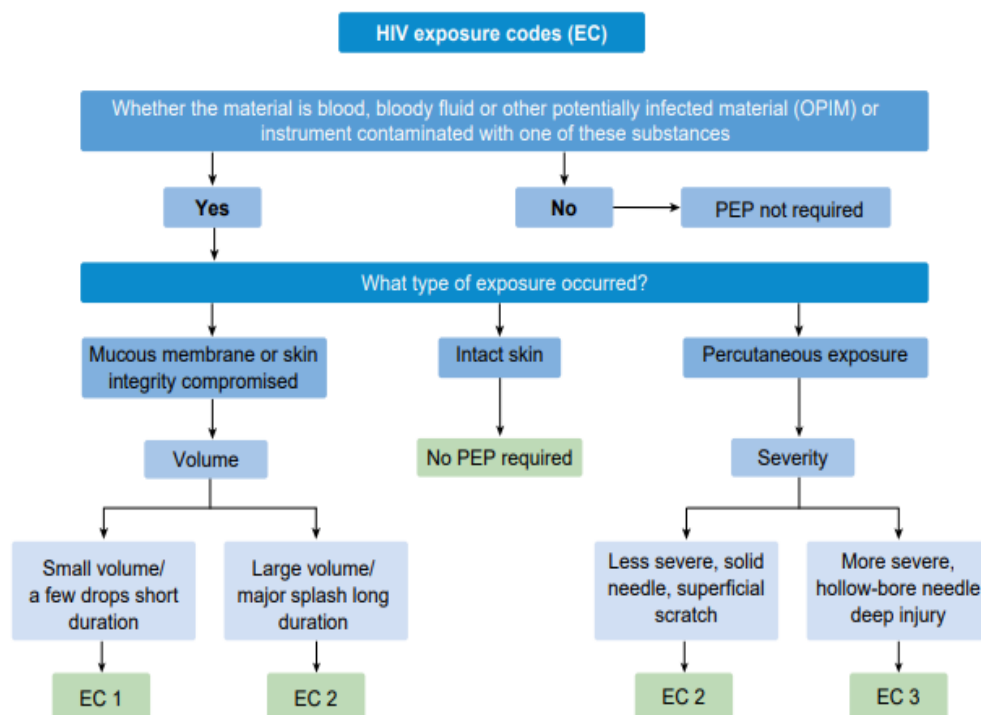 HIV exposure codes (EC)
Whether the material is blood, bloody fluid or other potentially infected material (OPIM) or
instrument contaminated with one of these substances
Yes
No
PEP not required
What type of exposure occurred?
Mucous membrane or skin
integrity compromised
Intact skin
Percutaneous exposure
Volume
No PEP required
Severity
Small volume/
a few drops short
duration
Large volume/
major splash long
duration
Less severe, solid
needle, superficial
scratch
More severe,
hollow-bore needle
deep injury
EC 1
EC 2
EC 2
EC 3